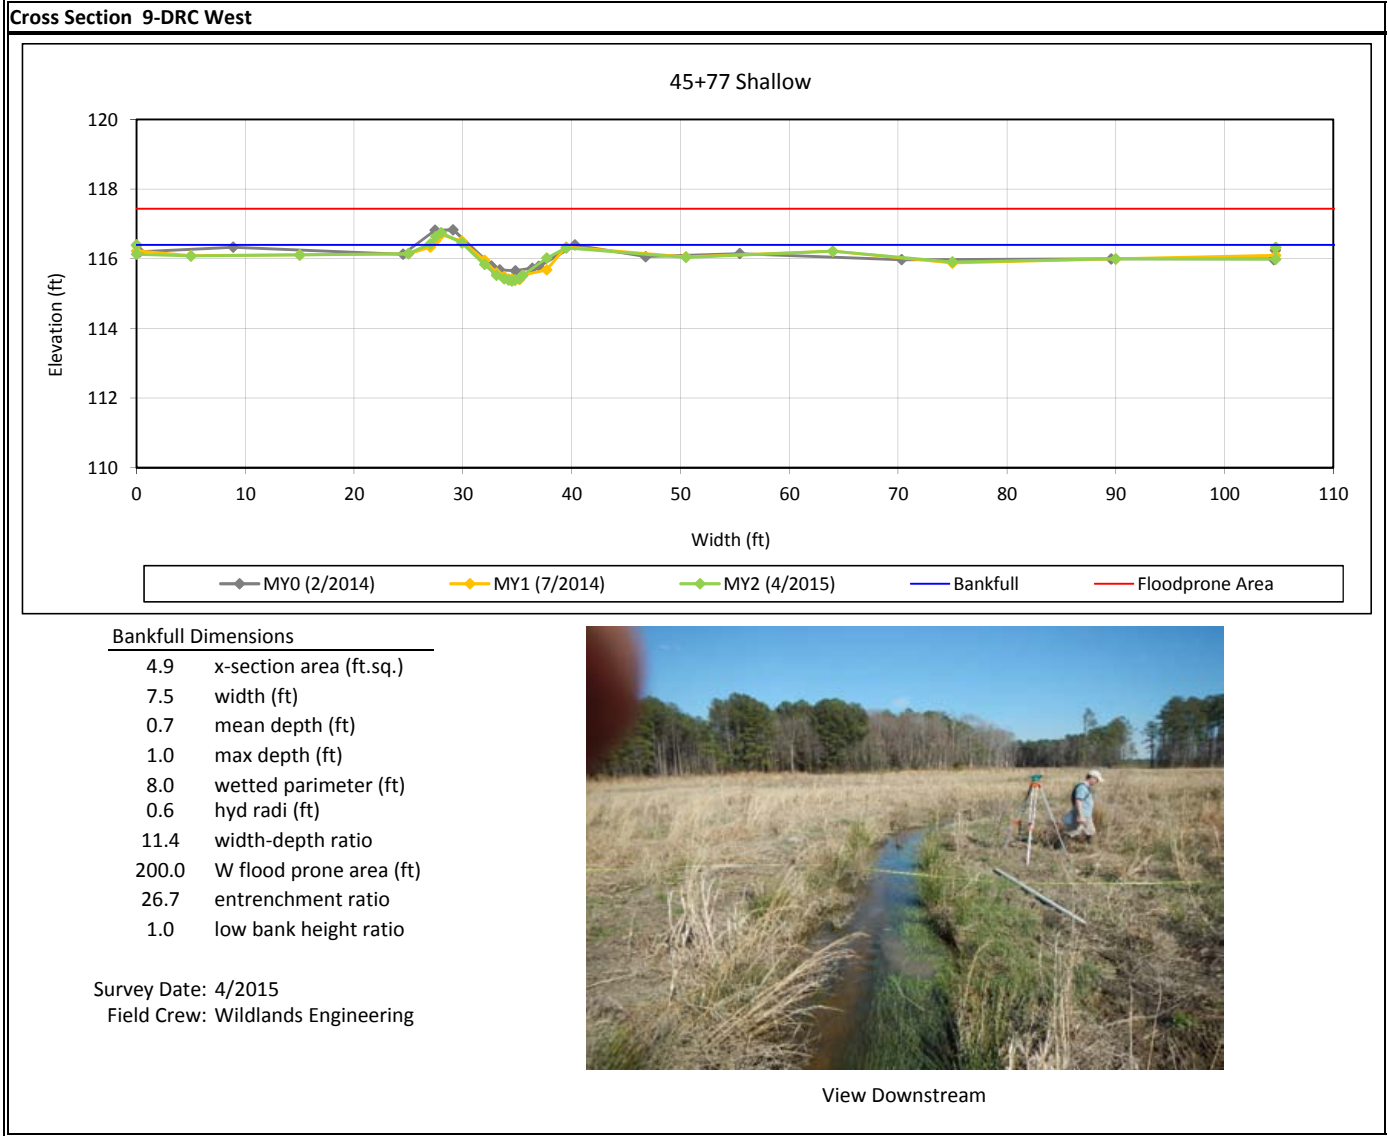 Cross Section 9-DRC West
45+77 Shallow
120
118
116
114
112
110
Elevation (ft)
0 10 20 30 40 50 60 70 80 90 100 110
Width (ft)
MY0 (2/2014) MY1 (7/2014) MY2 (4/2015) Bankfull Floodprone Area
Bankfull Dimensions
4.9 x-section area (ft.sq.)
7.5 width (ft)
0.7 mean depth (ft)
1.0 max depth (ft)
8.0 wetted parimeter (ft)
0.6 hyd radi (ft)
11.4 width-depth ratio
200.0 W flood prone area (ft)
26.7 entrenchment ratio
1.0 low bank height ratio
Survey Date: 4/2015
Field Crew: Wildlands Engineering
View Downstream